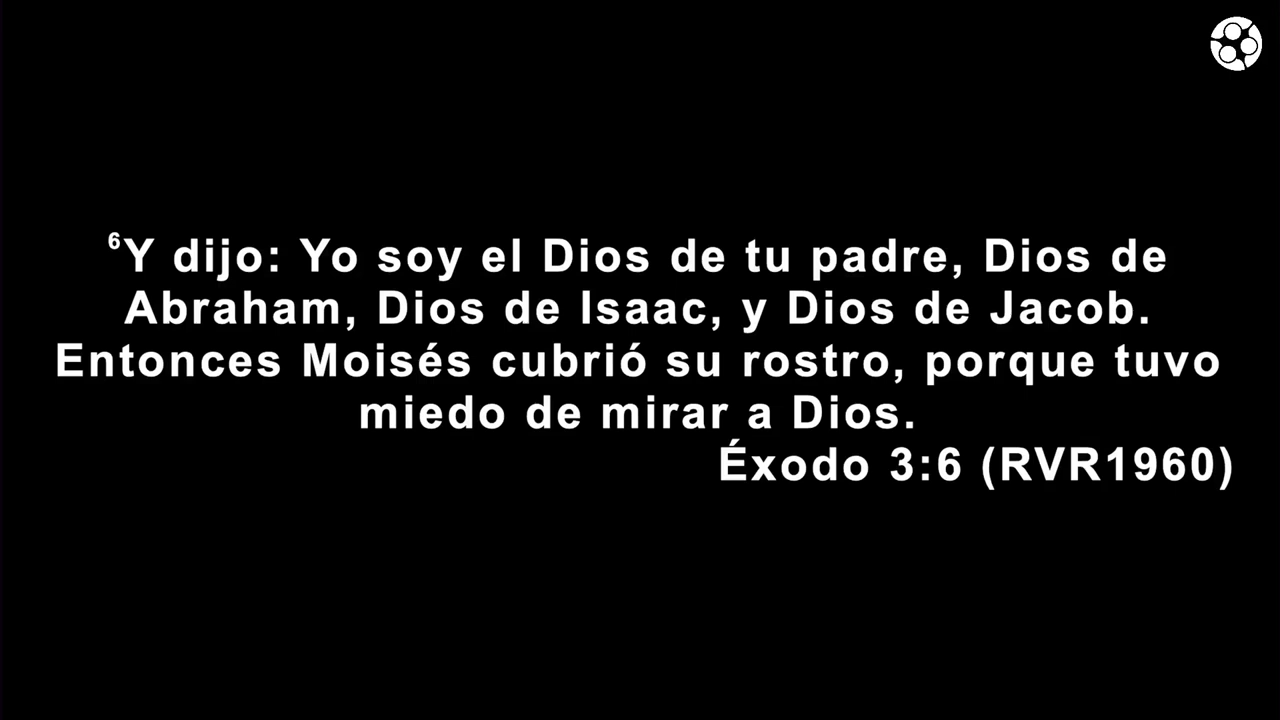 ⁶Y dijo: Yo soy el Dios de tu padre, Dios de
Abraham, Dios de Isaac, y Dios de Jacob.
Entonces Moisés cubrió su rostro, porque tuvo
miedo de mirar a Dios.
Éxodo 3:6 (RVR1960)